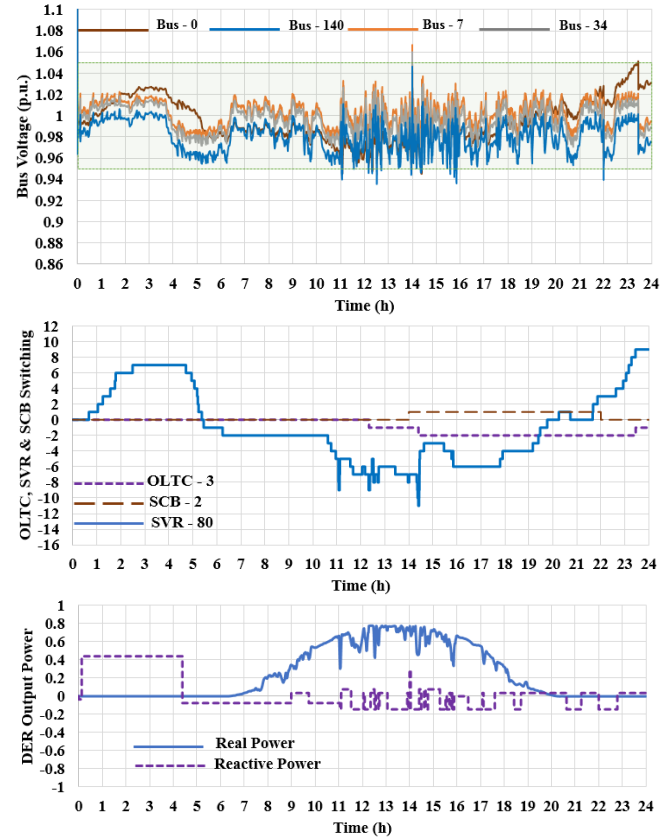 Bus - 0 Bus - 140 Bus - 7 Bus - 34
Bus Voltage (p.u.)
1.1
1.08
1.06
1.04
1.02
1
0.98
0.96
0.94
0.92
0.9
0.88
0.86
0 1 2 3 4 5 6 7 8 9 10 11 12 13 14 15 16 17 18 19 20 21 22 23 24
Time (h)
OLTC, SVR & SCB Switching
12
10
8
6
4
2
0
-2
-4
-6
-8
-10
-12
-14
-16
OLTC - 3
SCB - 2
SVR - 80
0 1 2 3 4 5 6 7 8 9 10 11 12 13 14 15 16 17 18 19 20 21 22 23 24
Time (h)
DER Output Power
1
0.8
0.6
0.4
0.2
0
-0.2
-0.4
-0.6
-0.8
-1
Real Power
Reactive Power
0 1 2 3 4 5 6 7 8 9 10 11 12 13 14 15 16 17 18 19 20 21 22 23 24
Time (h)